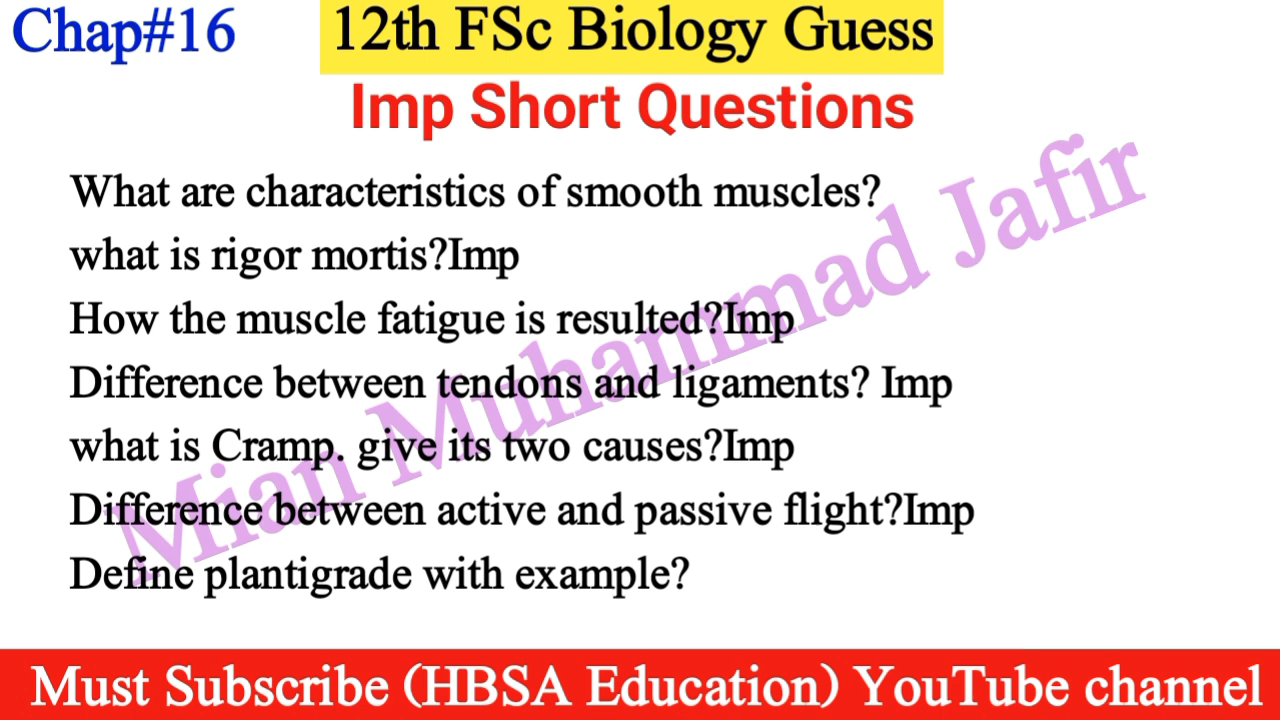 Chap#16
12th FSc Biology Guess
Imp Short Questions
What are characteristics of smooth muscles?
what is rigor mortis?Imp
How the muscle fatigue is resulted?Imp
Difference between tendons and ligaments? Imp
what is Cramp. give its two causes?Imp
Difference between active and passive flight?Imp
Define plantigrade with example?
Mian Muhammad Jafir
Must Subscribe (HBSA Education) YouTube channel